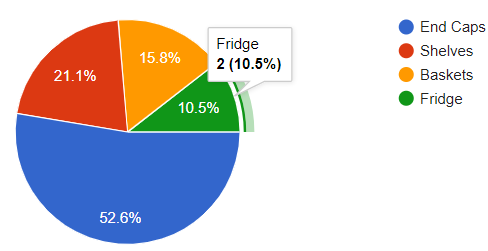 Fridge
2 (10.5%)
15.8%
21.1%
10.5%
52.6%
End Caps
Shelves
Baskets
Fridge